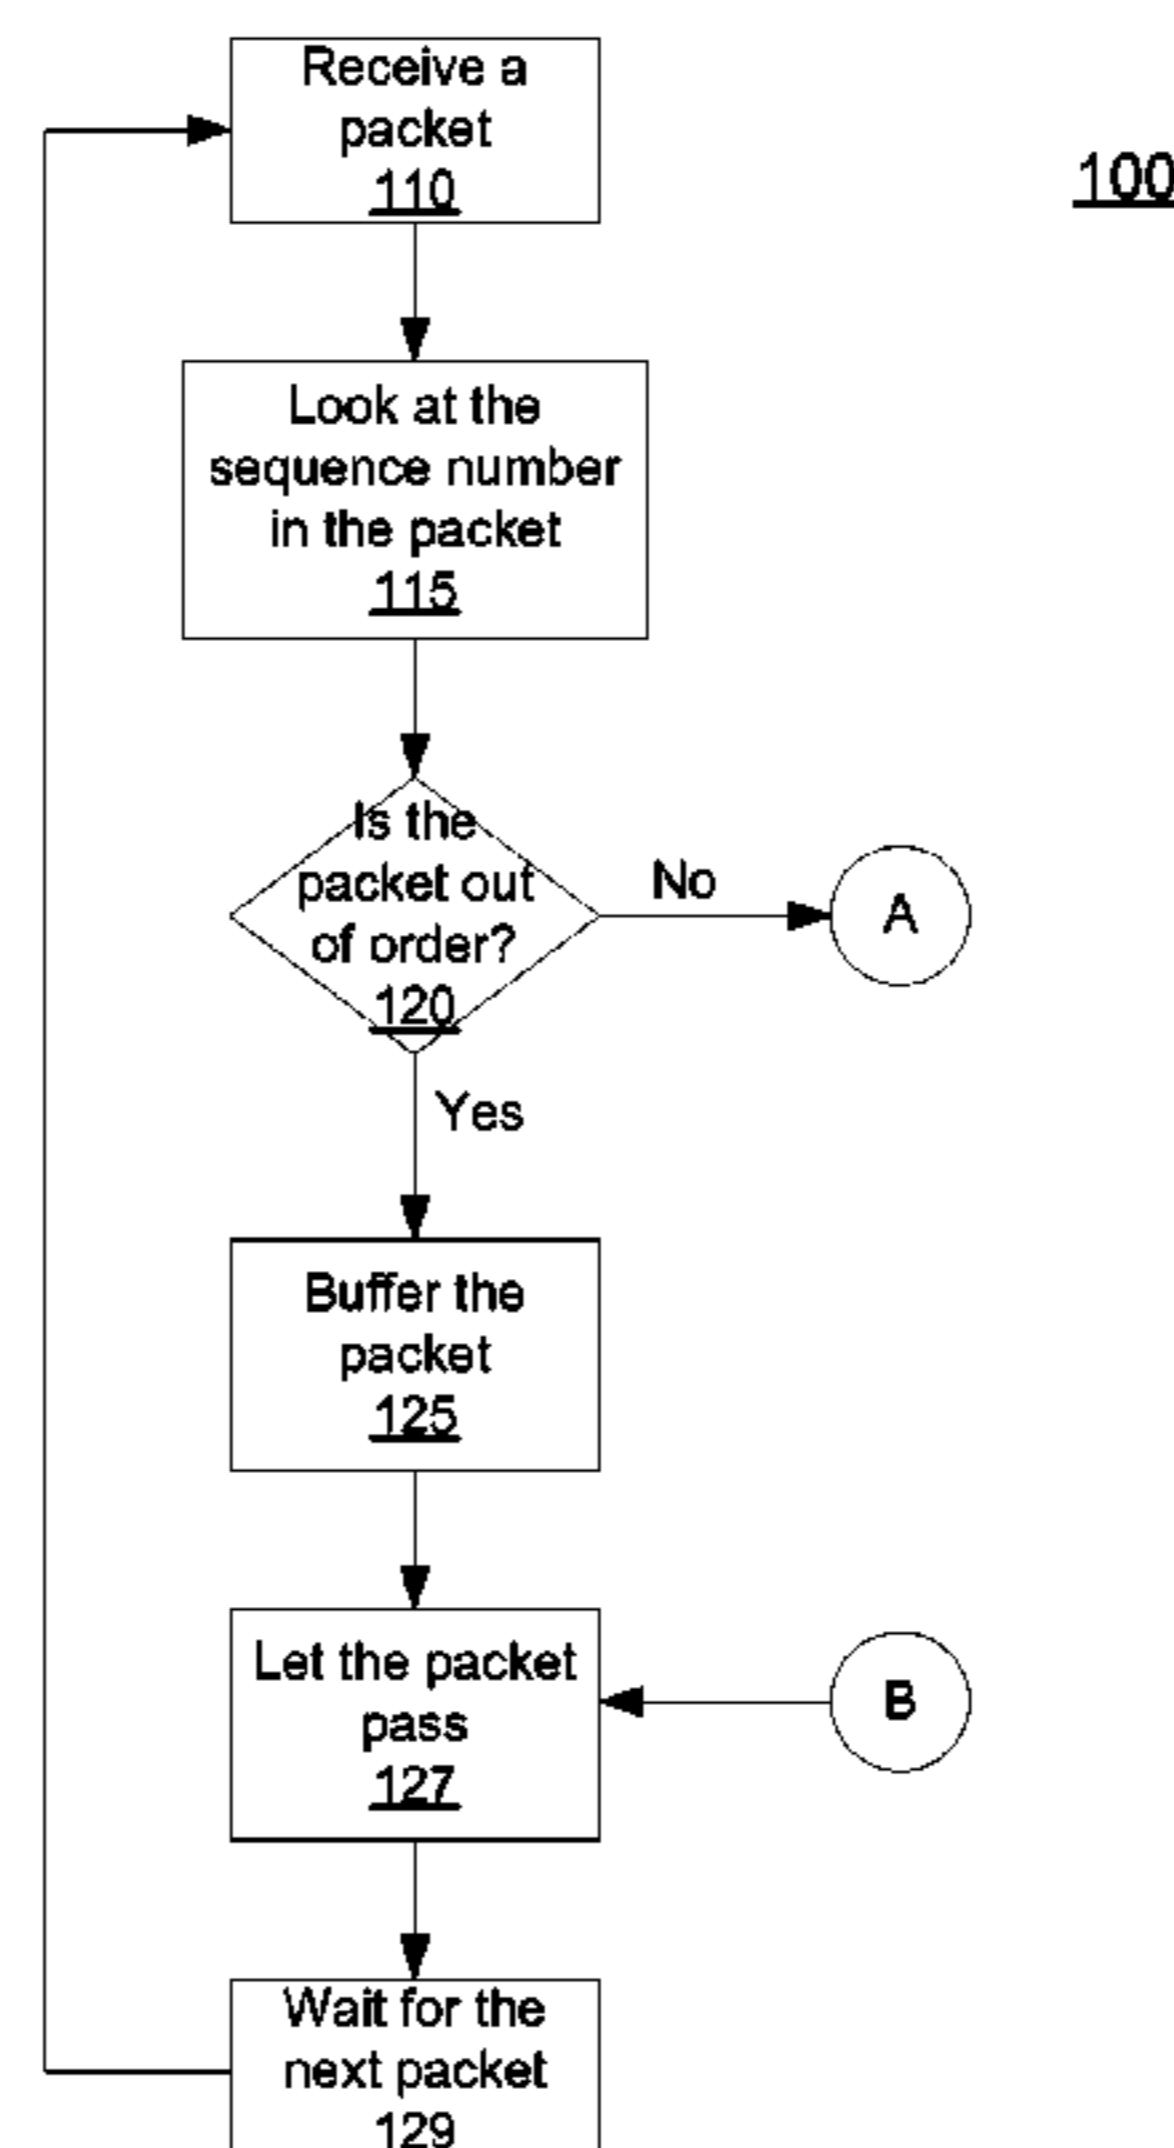 Receive a
packet
110
100
Look at the
sequence number
in the packet
115
Is the
packet out
of order?
120
No
A
Yes
Buffer the
packet
125
Let the packet
pass
127
B
Wait for the
next packet
129